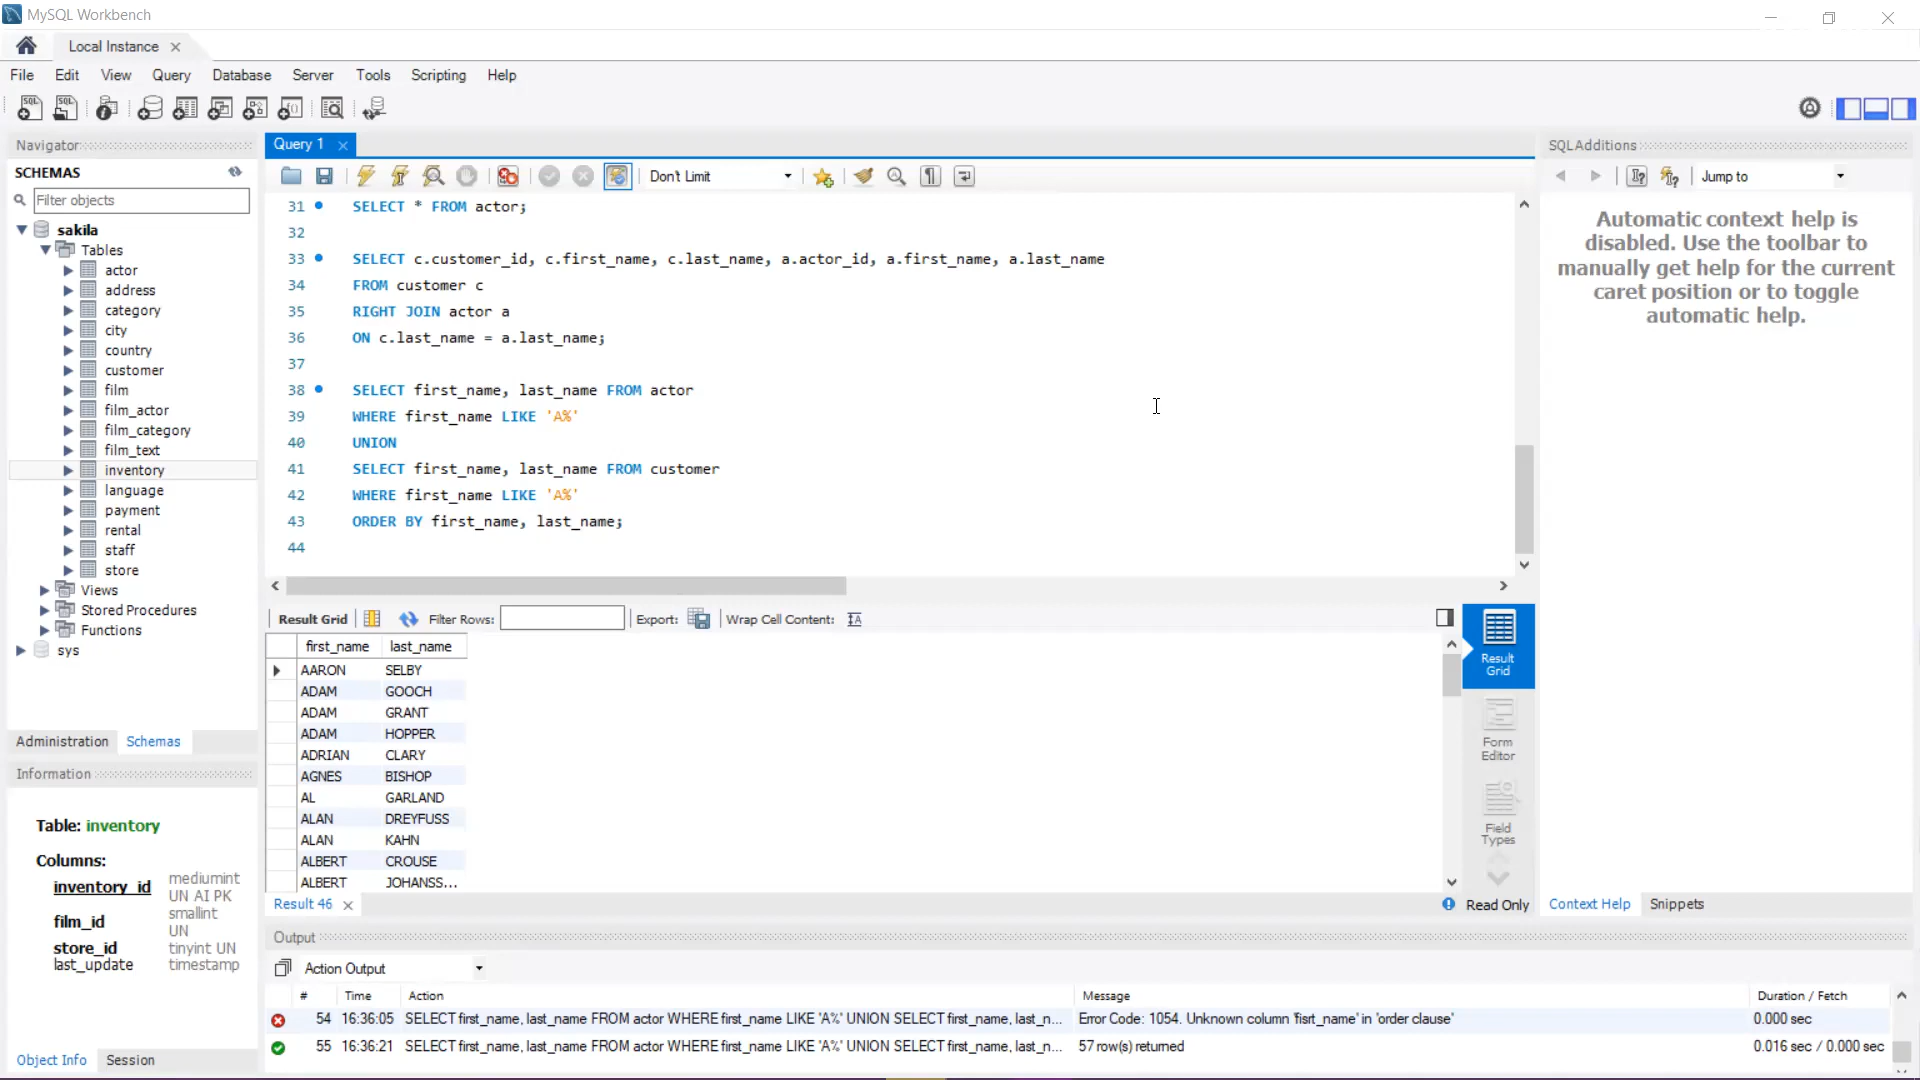 MySQL Workbench
Local Instance
File Edit View Query Database Server Tools Scripting Help
Navigator
SCHEMAS
Filter objects
sakila
Tables
actor
address
category
city
country
customer
film
film_actor
film_category
film_text
inventory
language
payment
rental
staff
store
Views
Stored Procedures
Functions
sys
Administration Schemas
Information
Table: inventory
Columns:
inventory_id mediumint UN AI PK
film_id smallint UN
store_id tinyint UN
last_update timestamp
Object Info Session
Query 1
Don't Limit
31 SELECT * FROM actor;
32
33 SELECT c.customer_id, c.first_name, c.last_name, a.actor_id, a.first_name, a.last_name
34 FROM customer c
35 RIGHT JOIN actor a
36 ON c.last_name = a.last_name;
37
38 SELECT first_name, last_name FROM actor
39 WHERE first_name LIKE 'A%'
40 UNION
41 SELECT first_name, last_name FROM customer
42 WHERE first_name LIKE 'A%'
43 ORDER BY first_name, last_name;
44
Result Grid Filter Rows: Export: Wrap Cell Content:
first_name last_name
AARON SELBY
ADAM GOOCH
ADAM GRANT
ADAM HOPPER
ADRIAN CLARY
AGNES BISHOP
AL GARLAND
ALAN DREYFUSS
ALAN KAHN
ALBERT CROUSE
ALBERT JOHANSS...
Result Grid
Form Editor
Field Types
Result 46
Read Only
SQLAdditions
Jump to
Automatic context help is
disabled. Use the toolbar to
manually get help for the current
caret position or to toggle
automatic help.
Context Help Snippets
Output
Action Output
# Time Action Message Duration / Fetch
54 16:36:05 SELECT first_name, last_name FROM actor WHERE first_name LIKE 'A%' UNION SELECT first_name, last_n... Error Code: 1054. Unknown column 'fisrt_name' in 'order clause' 0.000 sec
55 16:36:21 SELECT first_name, last_name FROM actor WHERE first_name LIKE 'A%' UNION SELECT first_name, last_n... 57 row(s) returned 0.016 sec / 0.000 sec